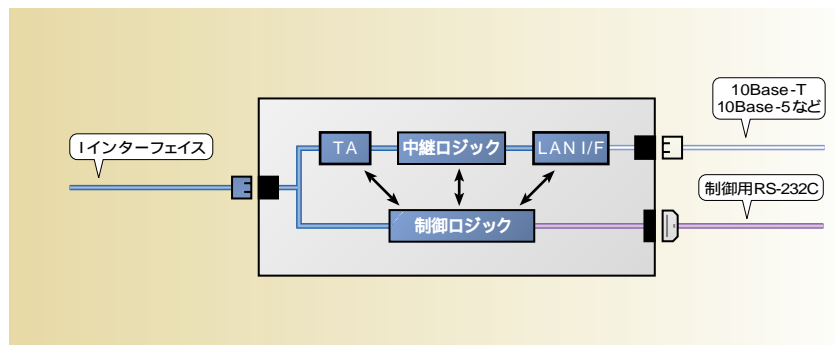 Iインターフェイス
TA
中継ロジック
LAN I/F
制御ロジック
10Base-T
10Base-5など
制御用RS-232C